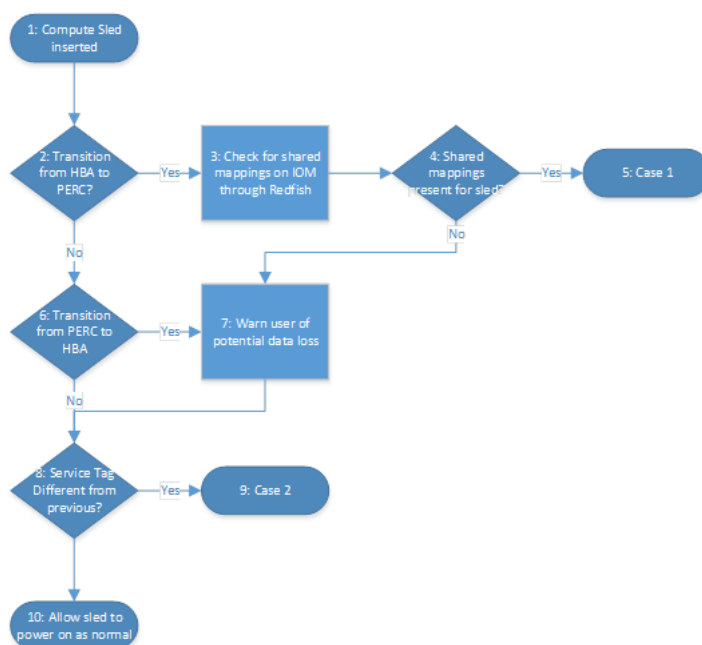 1: Compute Sled
inserted
2: Transition
from HBA to
PERC?
Yes
3: Check for shared
mappings on IOM
through Redfish
4: Shared
mappings
present for sled?
Yes
5: Case 1
No
No
6: Transition
from PERC to
HBA
Yes
7: Warn user of
potential data loss
No
8: Service Tag
Different from
previous?
Yes
9: Case 2
10: Allow sled to
power on as normal